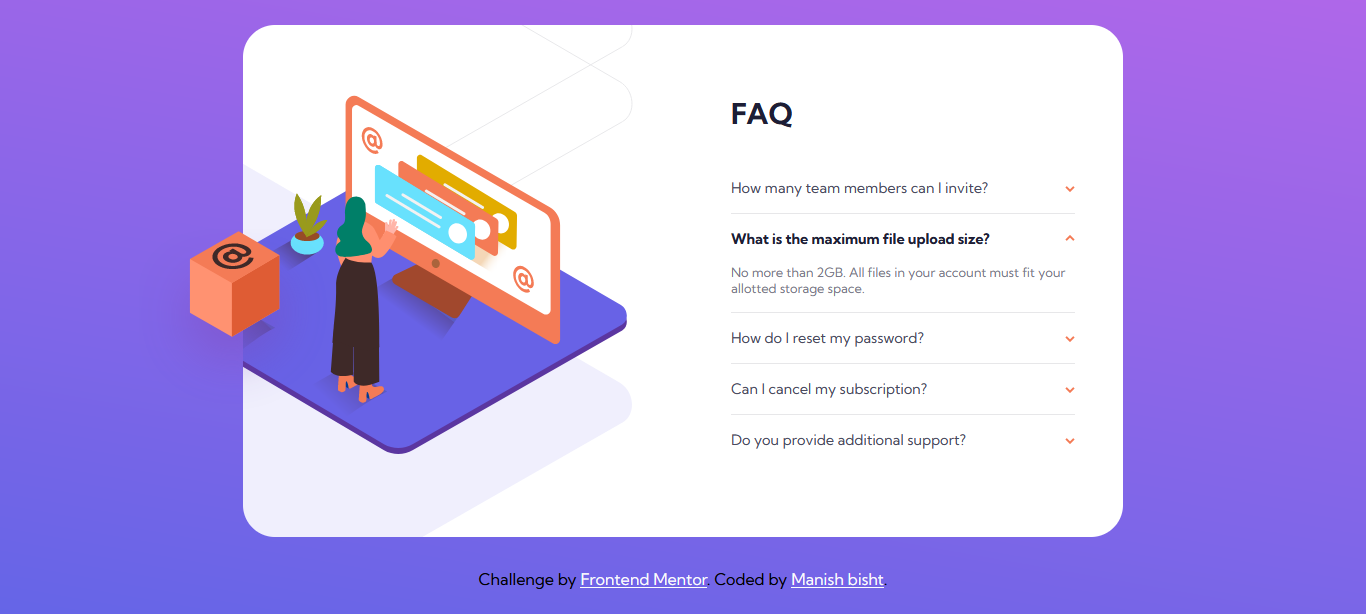 FAQ
How many team members can I invite?
What is the maximum file upload size?
No more than 2GB. All files in your account must fit your
allotted storage space.
How do I reset my password?
Can I cancel my subscription?
Do you provide additional support?
@
@
@
Challenge by Frontend Mentor. Coded by Manish bisht.